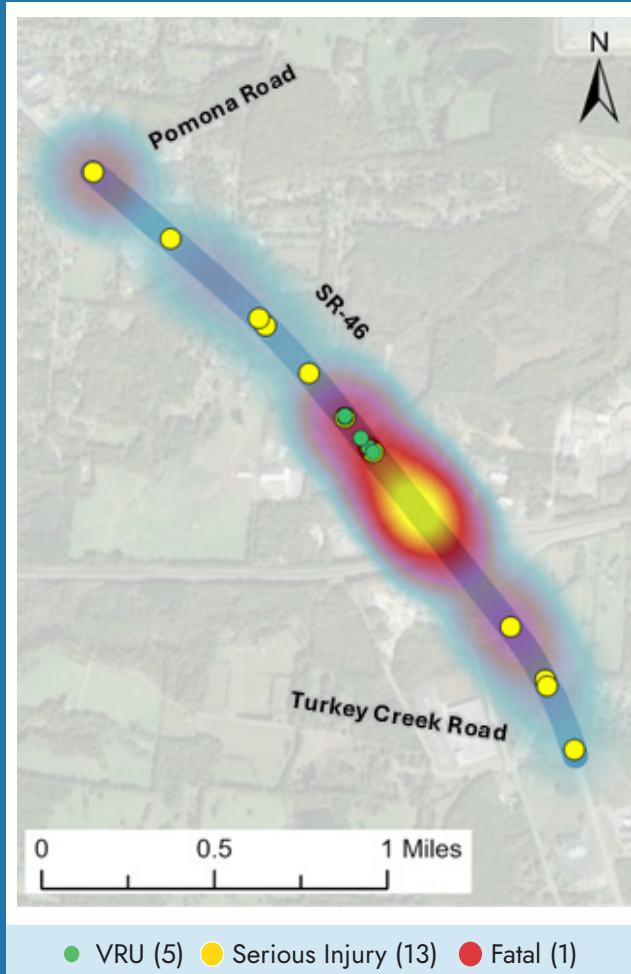 N
Pomona Road
SR-46
Turkey Creek Road
0 0.5 1 Miles
VRU (5) Serious Injury (13) Fatal (1)